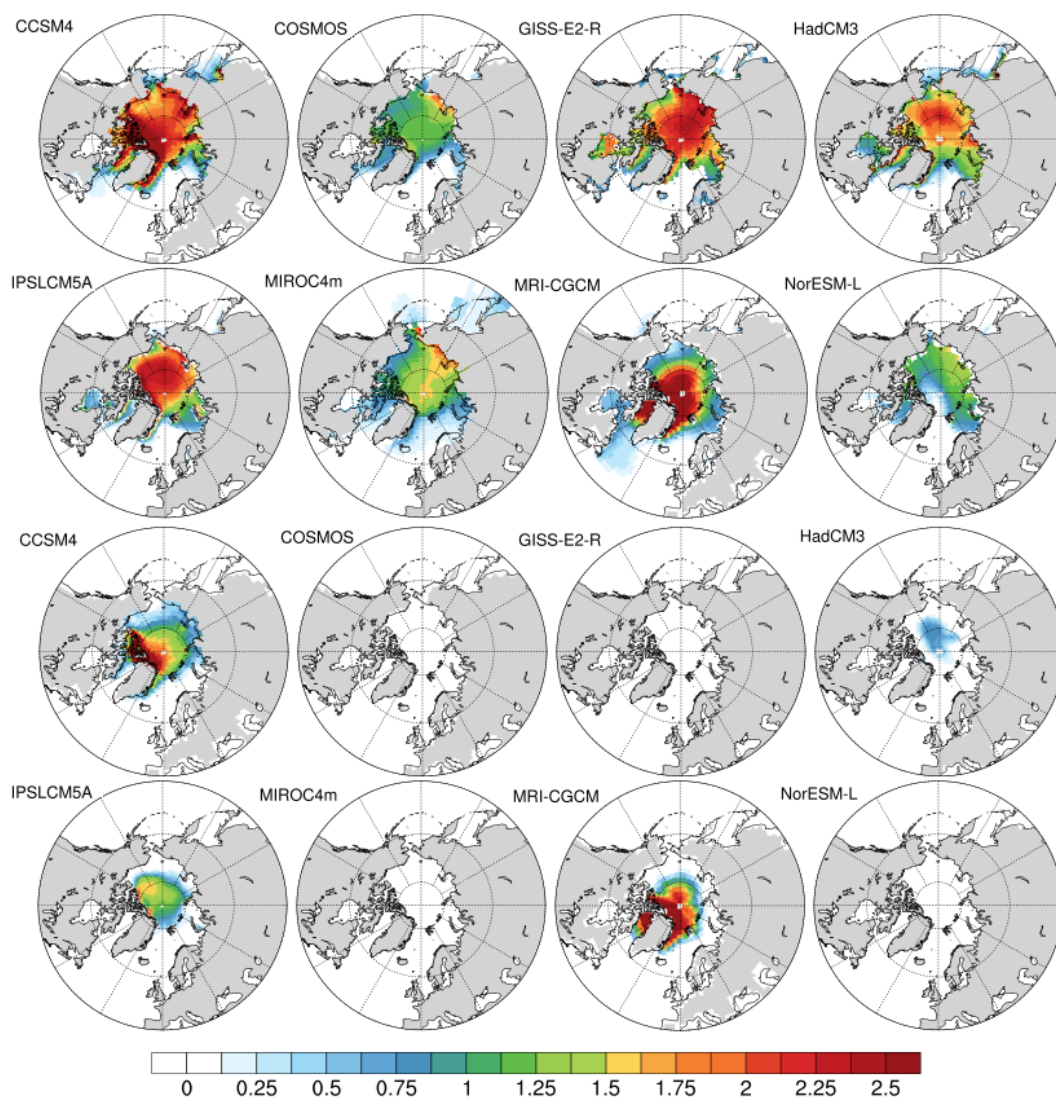 CCSM4 COSMOS GISS-E2-R HadCM3
IPSLCM5A MIROC4m MRI-CGCM NorESM-L
CCSM4 COSMOS GISS-E2-R HadCM3
IPSLCM5A MIROC4m MRI-CGCM NorESM-L
0 0.25 0.5 0.75 1 1.25 1.5 1.75 2 2.25 2.5